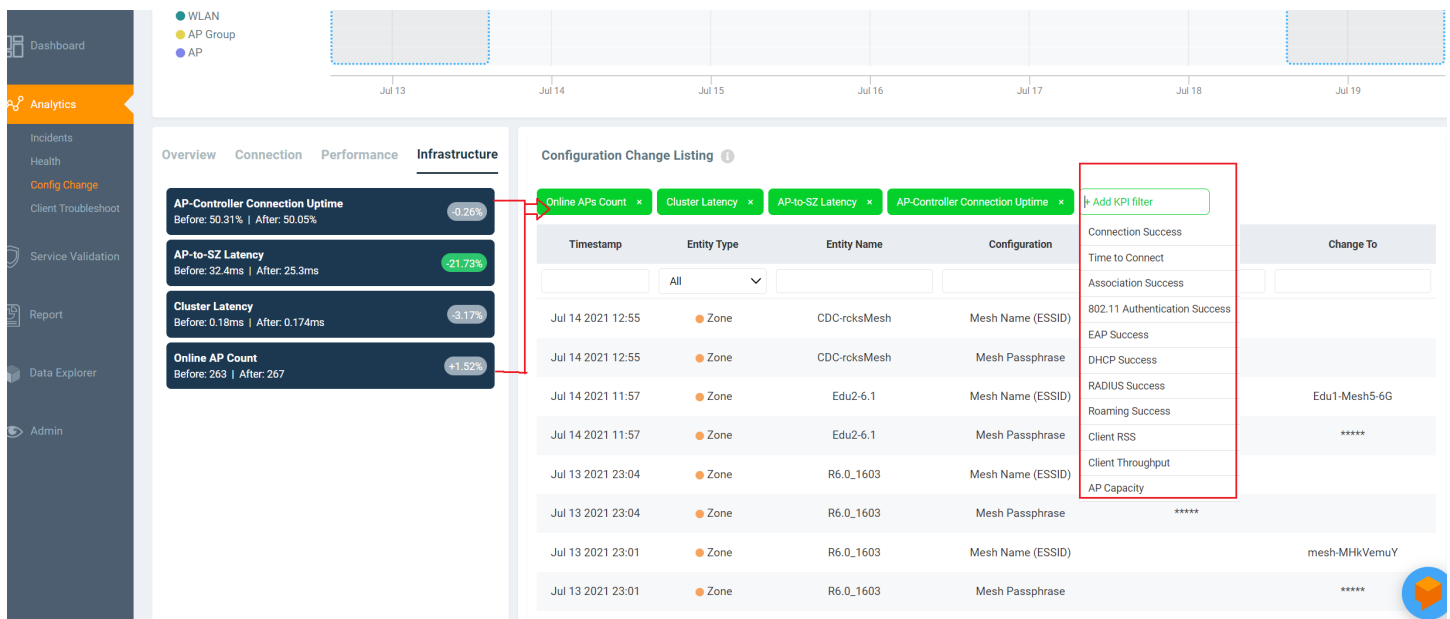 WLAN
AP Group
AP
Jul 13 Jul 14 Jul 15 Jul 16 Jul 17 Jul 18 Jul 19
Dashboard
Analytics
Incidents
Health
Config Change
Client Troubleshoot
Service Validation
Report
Data Explorer
Admin
Overview Connection Performance Infrastructure
AP-Controller Connection Uptime
Before: 50.31% | After: 50.05%
-0.26%
AP-to-SZ Latency
Before: 32.4ms | After: 25.3ms
-21.73%
Cluster Latency
Before: 0.18ms | After: 0.174ms
-3.17%
Online AP Count
Before: 263 | After: 267
+1.52%
Configuration Change Listing
Online APs Count × Cluster Latency × AP-to-SZ Latency × AP-Controller Connection Uptime × + Add KPI filter
Connection Success
Time to Connect
Association Success
802.11 Authentication Success
EAP Success
DHCP Success
RADIUS Success
Roaming Success
Client RSS
Client Throughput
AP Capacity
Timestamp Entity Type Entity Name Configuration Change To
All
Jul 14 2021 12:55 Zone CDC-rcksMesh Mesh Name (ESSID)
Jul 14 2021 12:55 Zone CDC-rcksMesh Mesh Passphrase
Jul 14 2021 11:57 Zone Edu2-6.1 Mesh Name (ESSID) Edu1-Mesh5-6G
Jul 14 2021 11:57 Zone Edu2-6.1 Mesh Passphrase *****
Jul 13 2021 23:04 Zone R6.0_1603 Mesh Name (ESSID)
Jul 13 2021 23:04 Zone R6.0_1603 Mesh Passphrase *****
Jul 13 2021 23:01 Zone R6.0_1603 Mesh Name (ESSID) mesh-MHkVemuY
Jul 13 2021 23:01 Zone R6.0_1603 Mesh Passphrase *****